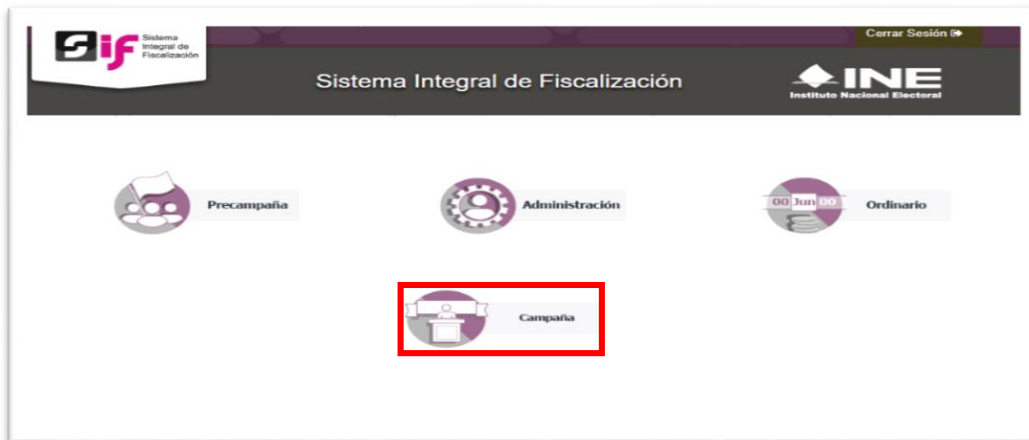 Sif
Sistema
Integral de
Fiscalización
Cerrar Sesión
Sistema Integral de Fiscalización
INE
Instituto Nacional Electoral
Precampaña
Administración
00 Jun 00
Ordinario
Campaña